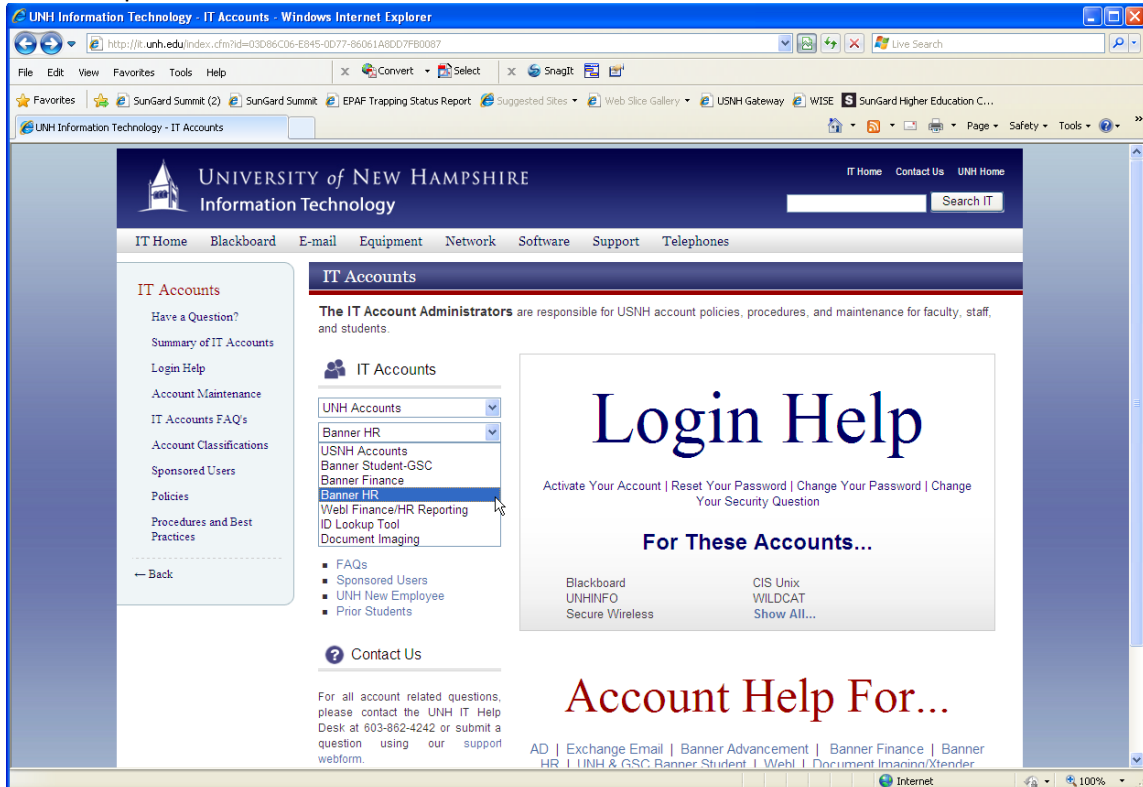 UNH Information Technology - IT Accounts - Windows Internet Explorer
http://it.unh.edu/index.cfm?id=03D86C06-E845-0D77-86061A8DD7FB0087
Live Search
File Edit View Favorites Tools Help
x Convert Select
x SnagIt
Favorites SunGard Summit (2) SunGard Summit EPAF Trapping Status Report Suggested Sites Web Slice Gallery USNH Gateway WISE SunGard Higher Education C...
UNH Information Technology - IT Accounts
Page Safety Tools
UNIVERSITY of NEW HAMPSHIRE
Information Technology
IT Home Contact Us UNH Home
Search IT
IT Home Blackboard E-mail Equipment Network Software Support Telephones
IT Accounts
Have a Question?
Summary of IT Accounts
Login Help
Account Maintenance
IT Accounts FAQ's
Account Classifications
Sponsored Users
Policies
Procedures and Best
Practices
← Back
IT Accounts
The IT Account Administrators are responsible for USNH account policies, procedures, and maintenance for faculty, staff,
and students.
IT Accounts
UNH Accounts
Banner HR
USNH Accounts
Banner Student-GSC
Banner Finance
Banner HR
WebI Finance/HR Reporting
ID Lookup Tool
Document Imaging
FAQs
Sponsored Users
UNH New Employee
Prior Students
Contact Us
For all account related questions,
please contact the UNH IT Help
Desk at 603-862-4242 or submit a
question using our support
webform.
Login Help
Activate Your Account | Reset Your Password | Change Your Password | Change
Your Security Question
For These Accounts...
Blackboard CIS Unix
UNHINFO WILDCAT
Secure Wireless Show All...
Account Help For...
AD | Exchange Email | Banner Advancement | Banner Finance | Banner
HR | UNH & GSC Banner Student | WebI | Document Imaging/Xtender
Internet
100%